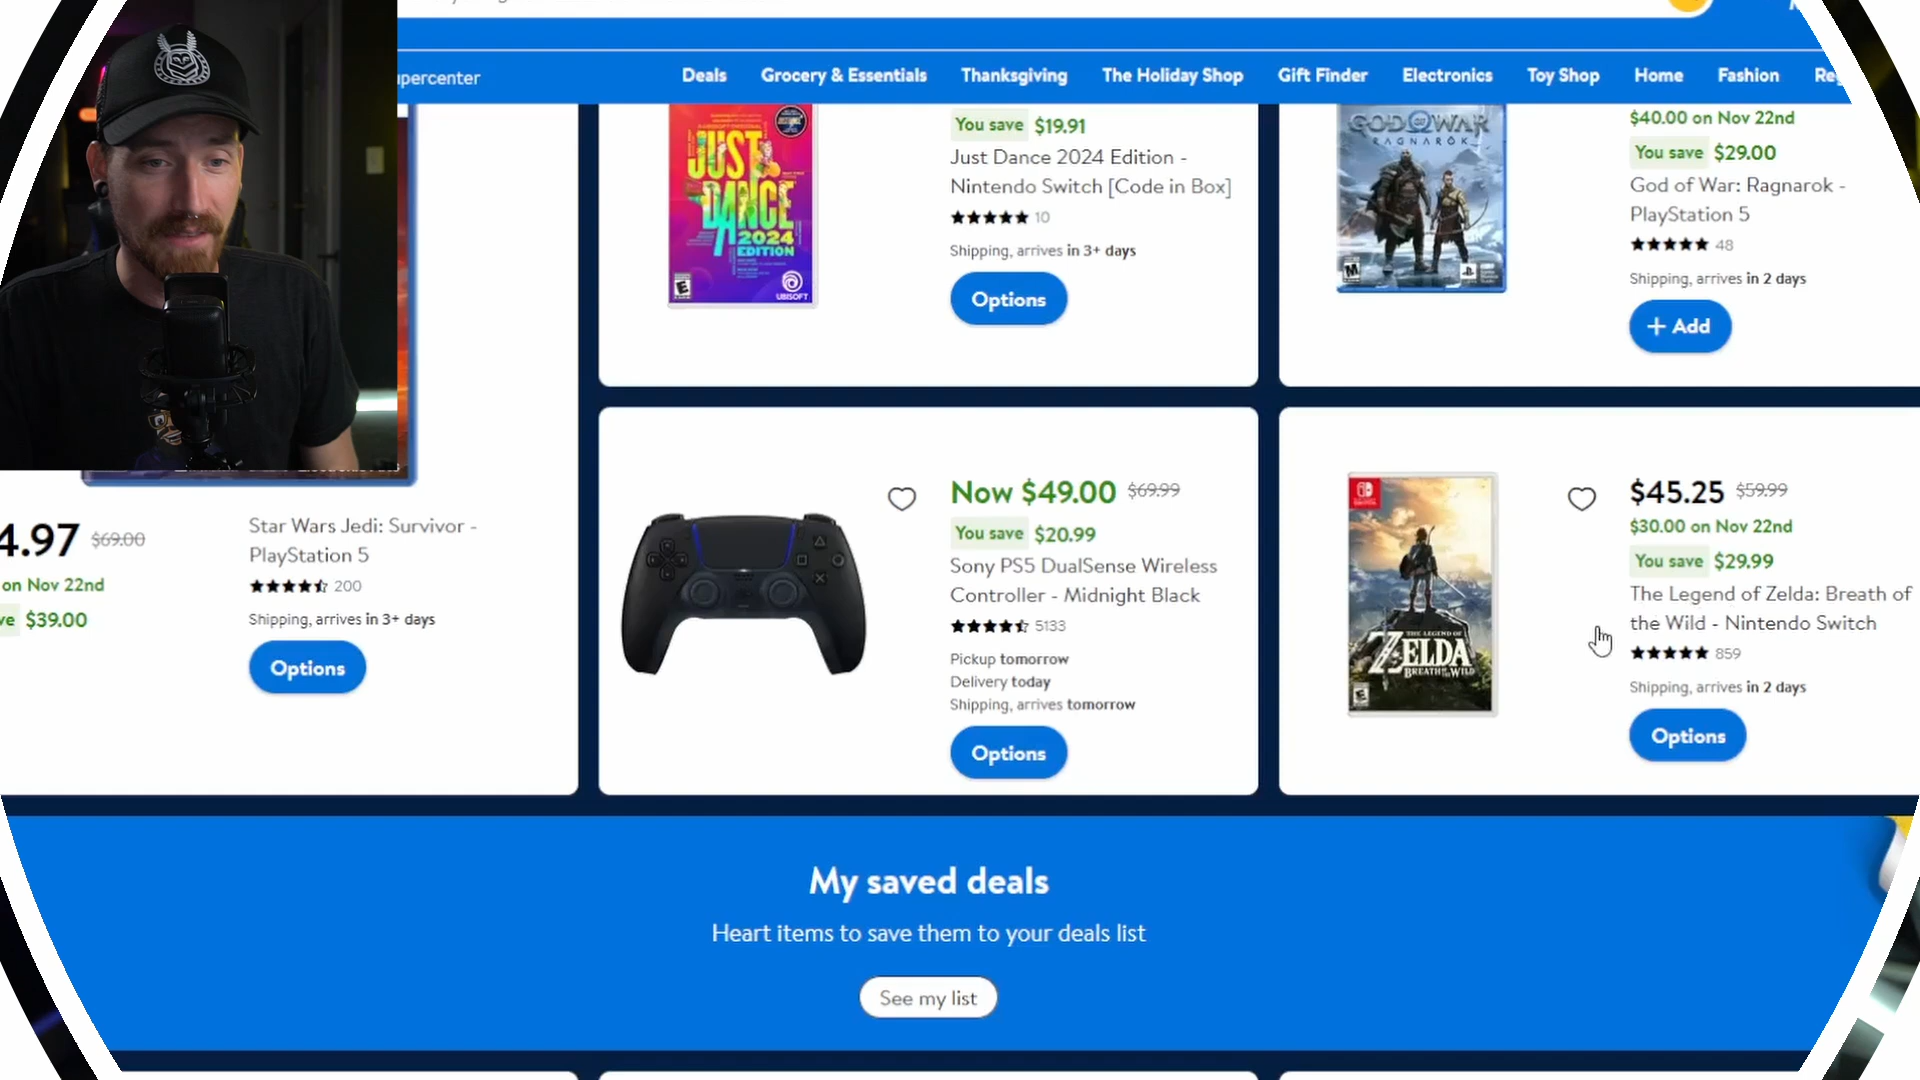 Deals
Grocery & Essentials
Thanksgiving
The Holiday Shop
Gift Finder
Electronics
Toy Shop
Home
Fashion
4.97 $69.00
on Nov 22nd
$39.00
Star Wars Jedi: Survivor -
PlayStation 5
200
Shipping, arrives in 3+ days
Options
JUST
DANCE
2024
EDITION
E
UBISOFT
You save $19.91
Just Dance 2024 Edition -
Nintendo Switch [Code in Box]
10
Shipping, arrives in 3+ days
Options
GOD OF WAR
RAGNARÖK
M
$40.00 on Nov 22nd
You save $29.00
God of War: Ragnarok -
PlayStation 5
48
Shipping, arrives in 2 days
+ Add
Now $49.00 $69.99
You save $20.99
Sony PS5 DualSense Wireless
Controller - Midnight Black
5133
Pickup tomorrow
Delivery today
Shipping, arrives tomorrow
Options
THE LEGEND OF
ZELDA
BREATH OF THE WILD
E
$45.25 $59.99
$30.00 on Nov 22nd
You save $29.99
The Legend of Zelda: Breath of
the Wild - Nintendo Switch
859
Shipping, arrives in 2 days
Options
My saved deals
Heart items to save them to your deals list
See my list